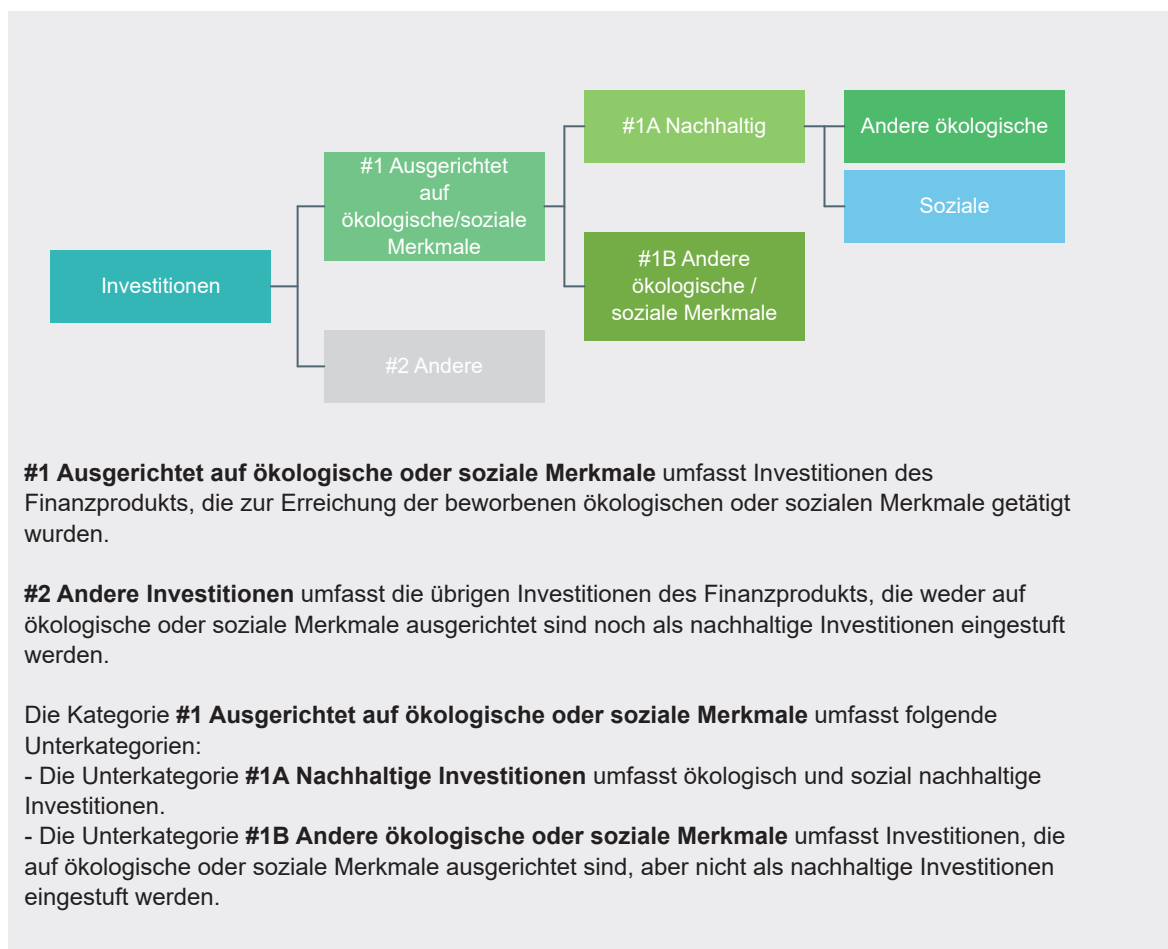 #1A Nachhaltig
Andere ökologische
#1 Ausgerichtet
auf
ökologische/soziale
Merkmale
Soziale
Investitionen
#1B Andere
ökologische /
soziale Merkmale
#2 Andere
#1 Ausgerichtet auf ökologische oder soziale Merkmale umfasst Investitionen des
Finanzprodukts, die zur Erreichung der beworbenen ökologischen oder sozialen Merkmale getätigt
wurden.
#2 Andere Investitionen umfasst die übrigen Investitionen des Finanzprodukts, die weder auf
ökologische oder soziale Merkmale ausgerichtet sind noch als nachhaltige Investitionen eingestuft
werden.
Die Kategorie #1 Ausgerichtet auf ökologische oder soziale Merkmale umfasst folgende
Unterkategorien:
- Die Unterkategorie #1A Nachhaltige Investitionen umfasst ökologisch und sozial nachhaltige
Investitionen.
- Die Unterkategorie #1B Andere ökologische oder soziale Merkmale umfasst Investitionen, die
auf ökologische oder soziale Merkmale ausgerichtet sind, aber nicht als nachhaltige Investitionen
eingestuft werden.